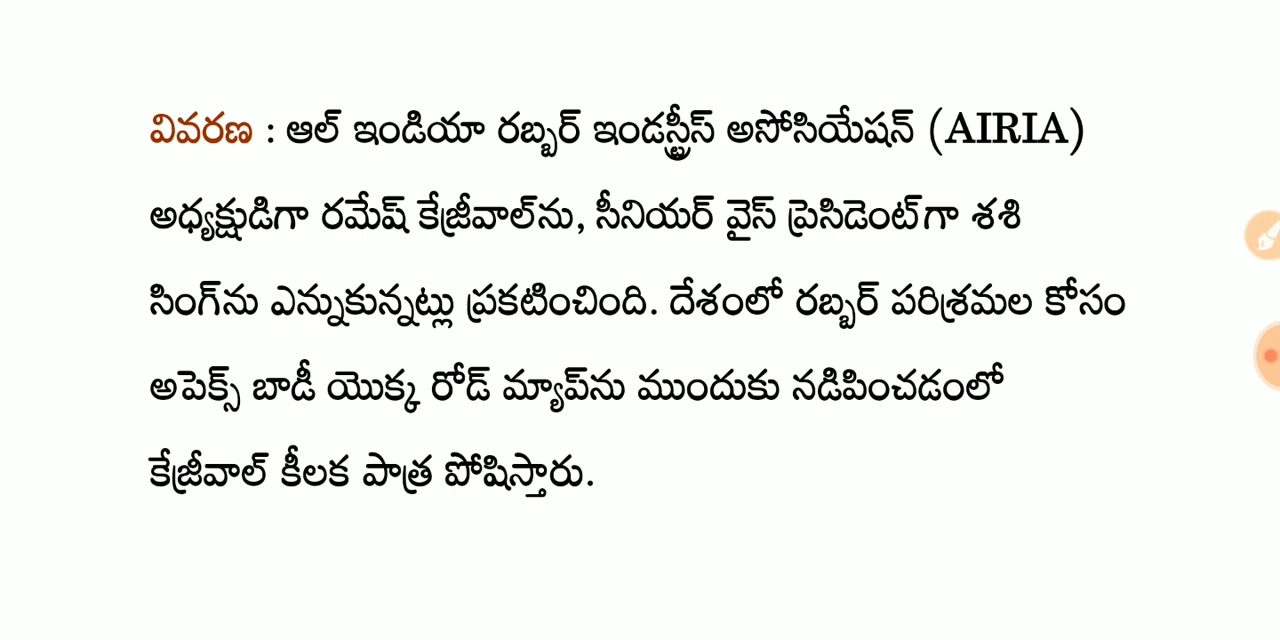 వివరణ : ఆల్ ఇండియా రబ్బర్ ఇండస్ట్రీస్ అసోసియేషన్ (AIRIA)
అధ్యక్షుడిగా రమేష్ కేజ్రీవాల్‌ను, సీనియర్ వైస్ ప్రెసిడెంట్‌గా శశి
సింగ్‌ను ఎన్నుకున్నట్లు ప్రకటించింది. దేశంలో రబ్బర్ పరిశ్రమల కోసం
అపెక్స్ బాడీ యొక్క రోడ్ మ్యాప్‌ను ముందుకు నడిపించడంలో
కేజ్రీవాల్ కీలక పాత్ర పోషిస్తారు.